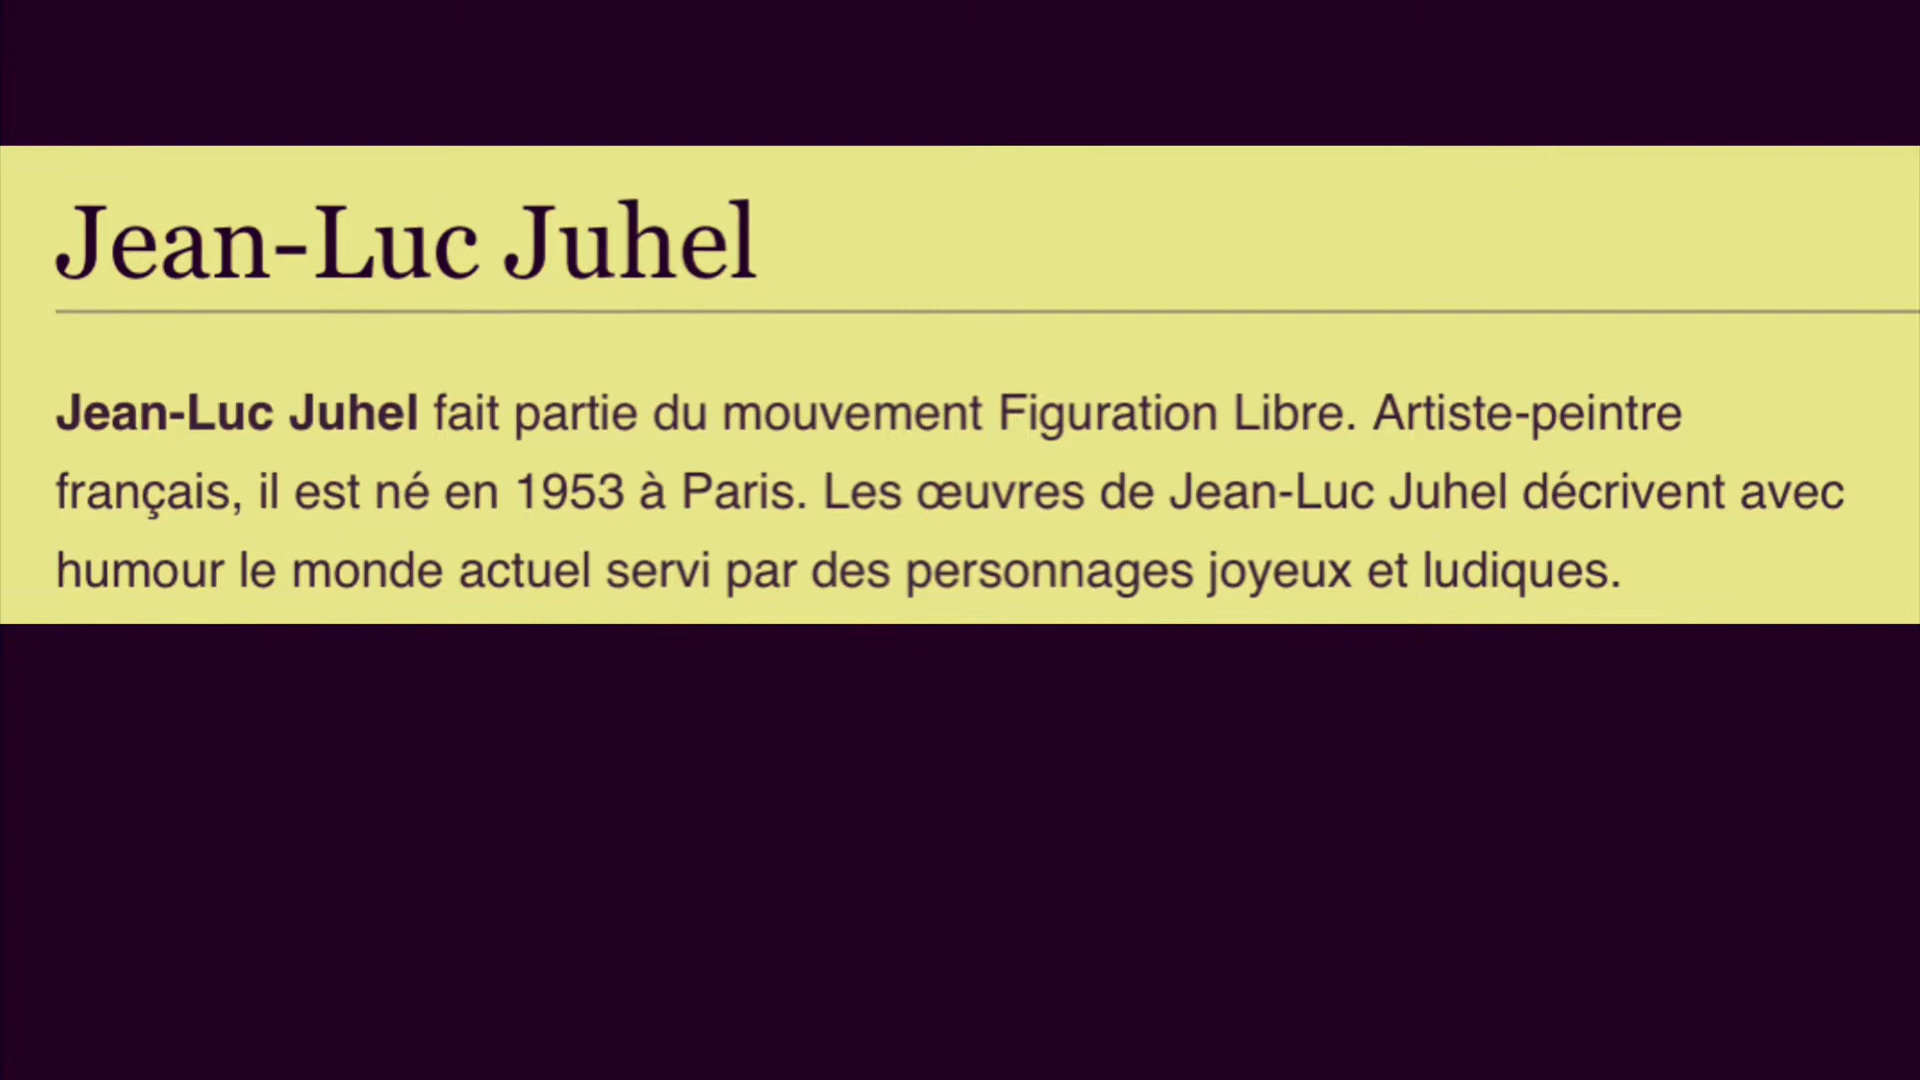 Jean-Luc Juhel
Jean-Luc Juhel fait partie du mouvement Figuration Libre. Artiste-peintre
français, il est né en 1953 à Paris. Les œuvres de Jean-Luc Juhel décrivent avec
humour le monde actuel servi par des personnages joyeux et ludiques.